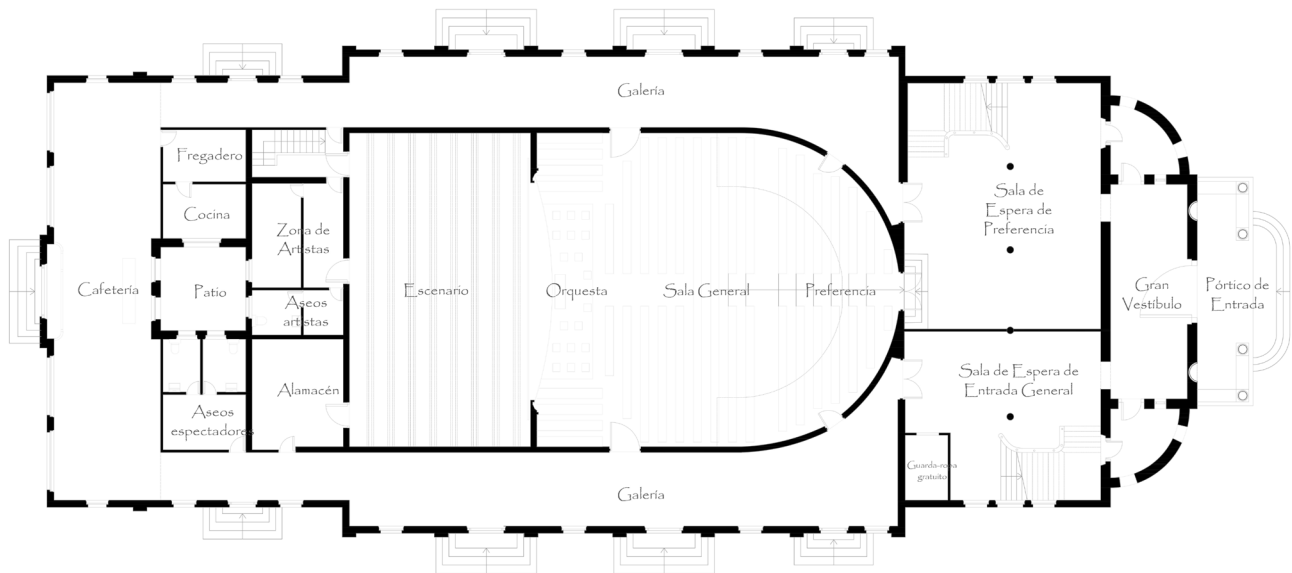 Galería
Fregadero
Cocina
Zona de
Artistas
Sala de
Espera de
Preferencia
Cafetería
Patio
Aseos
artistas
Escenario
Orquesta
Sala General
Preferencia
Gran
Vestíbulo
Pórtico de
Entrada
Alamacén
Aseos
espectadores
Sala de Espera de
Entrada General
Guarda-ropa
gratuito
Galería